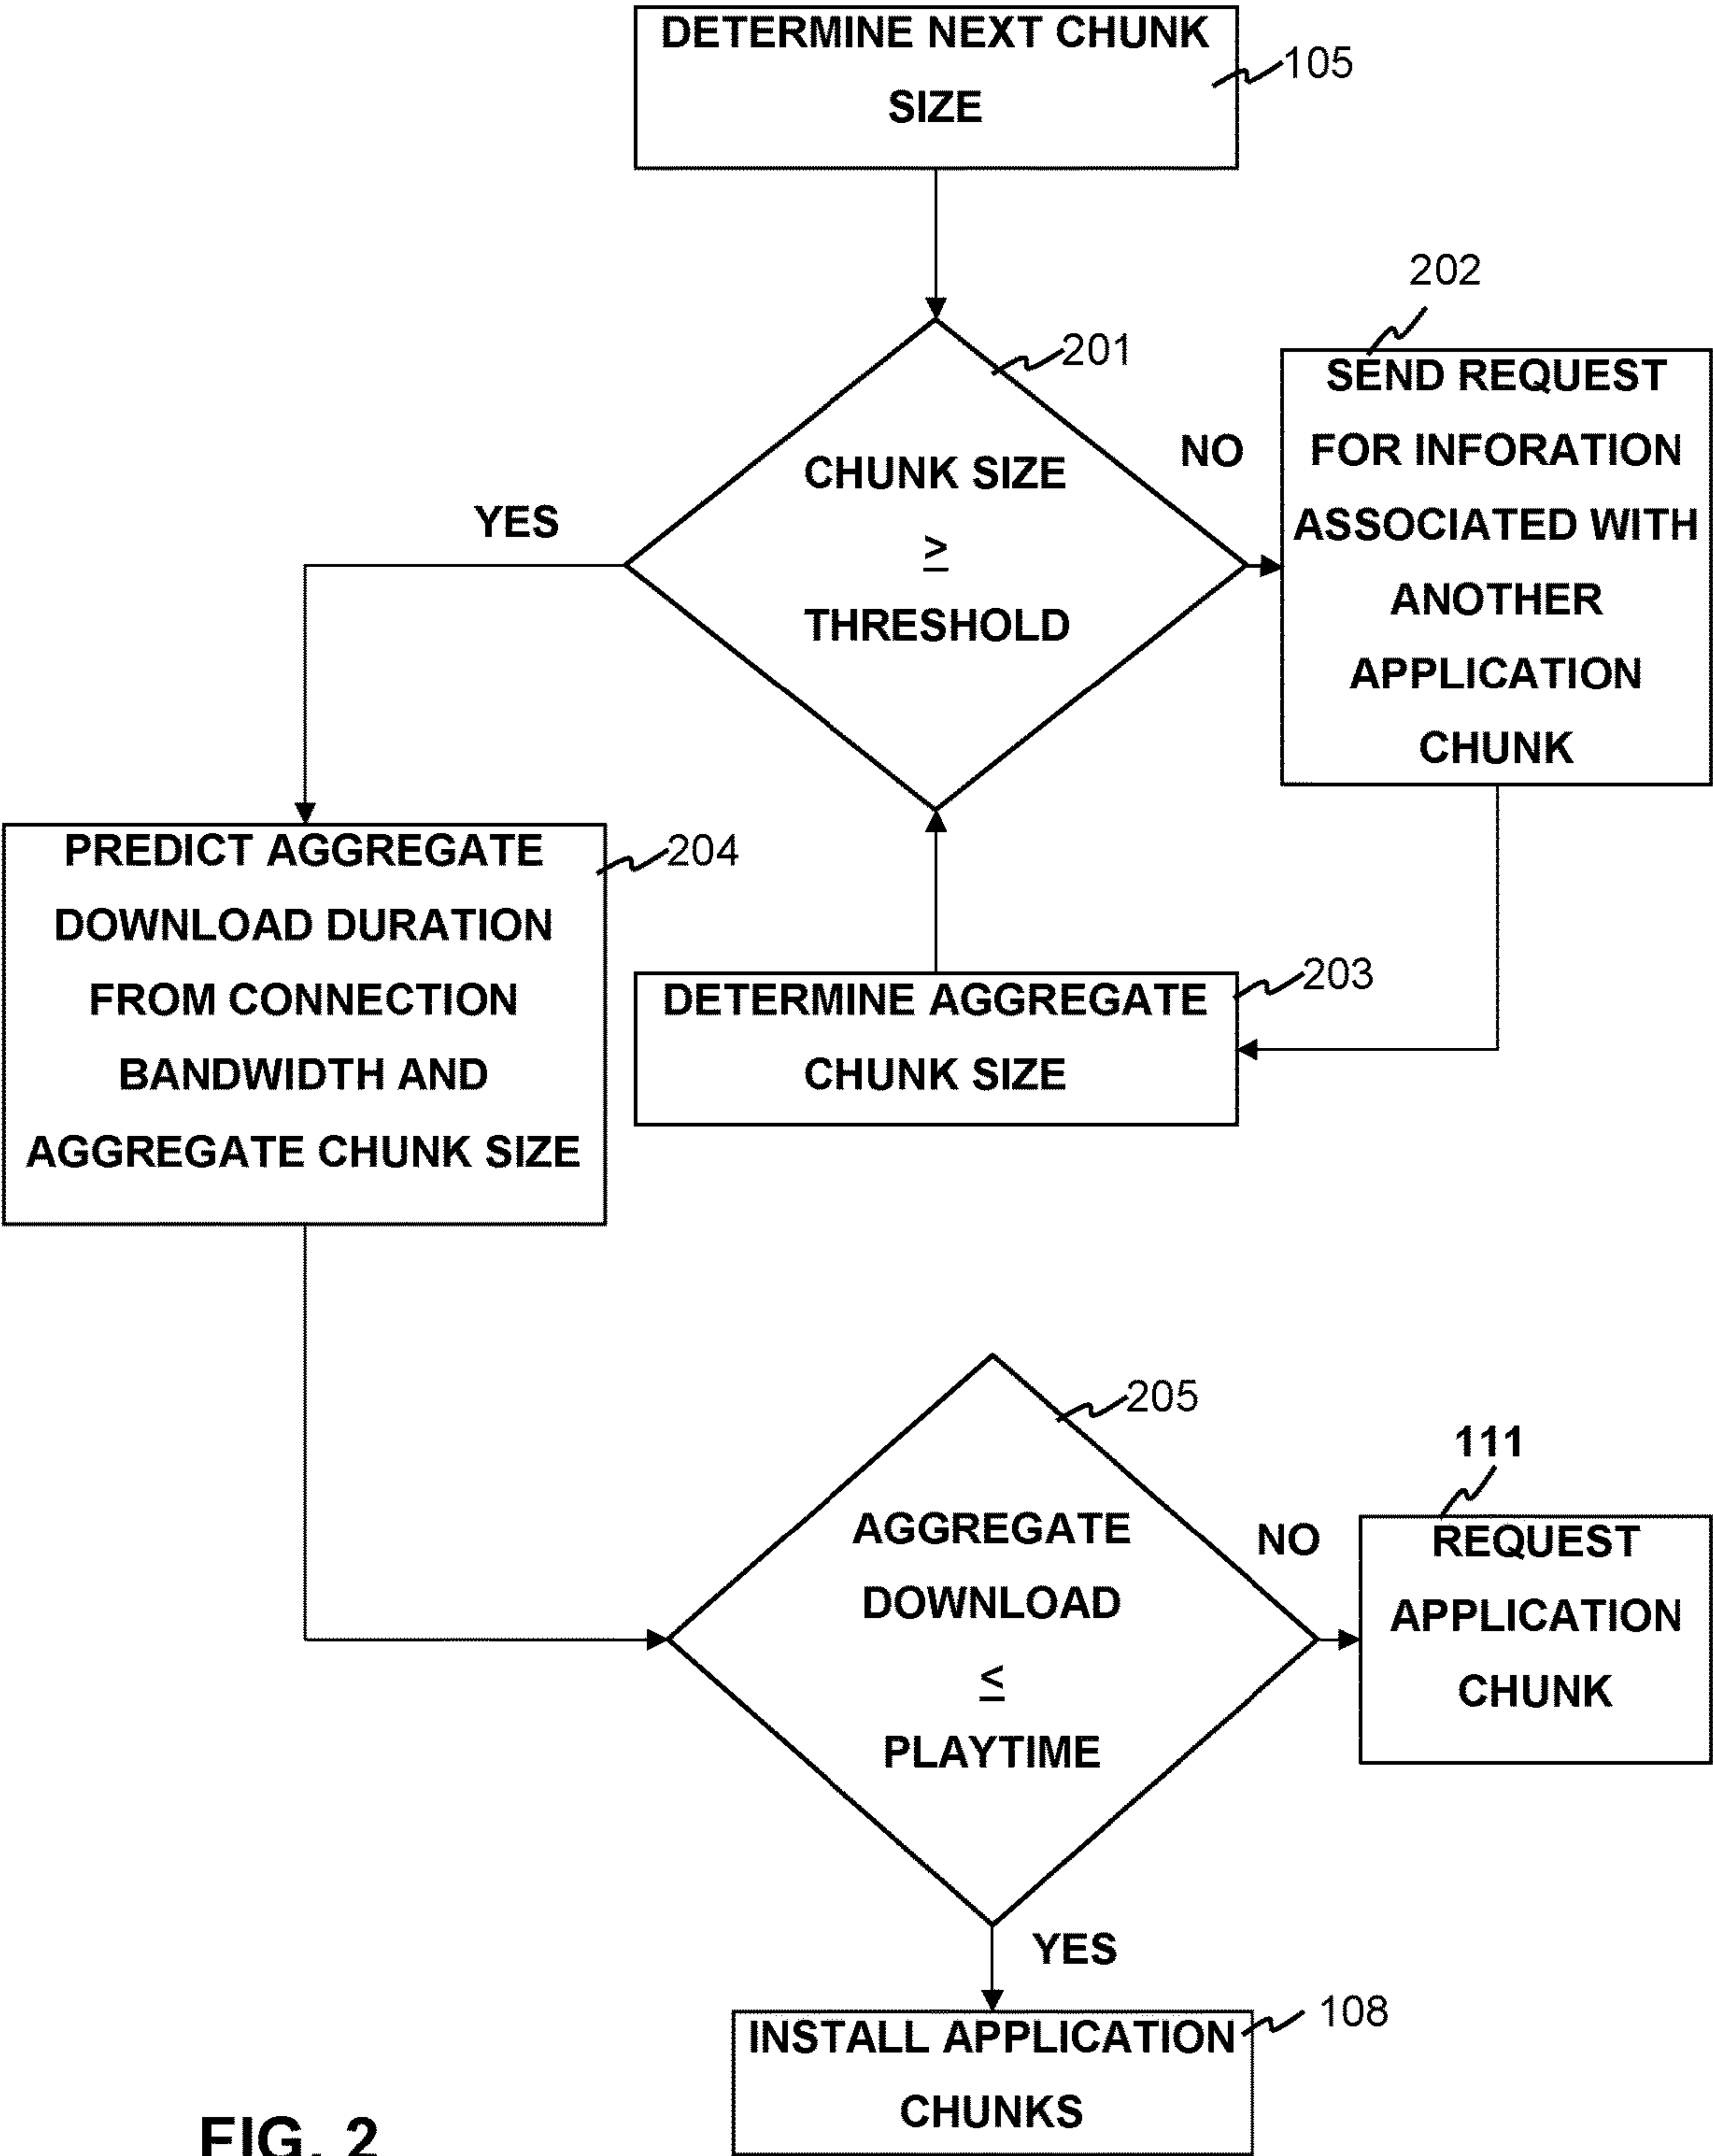 DETERMINE NEXT CHUNK
SIZE
105
202
201
SEND REQUEST
FOR INFORATION
ASSOCIATED WITH
ANOTHER
APPLICATION
CHUNK
NO
CHUNK SIZE
≥
THRESHOLD
YES
PREDICT AGGREGATE
DOWNLOAD DURATION
FROM CONNECTION
BANDWIDTH AND
AGGREGATE CHUNK SIZE
204
203
DETERMINE AGGREGATE
CHUNK SIZE
205
AGGREGATE
DOWNLOAD
≤
PLAYTIME
NO
111
REQUEST
APPLICATION
CHUNK
YES
108
INSTALL APPLICATION
CHUNKS
FIG. 2